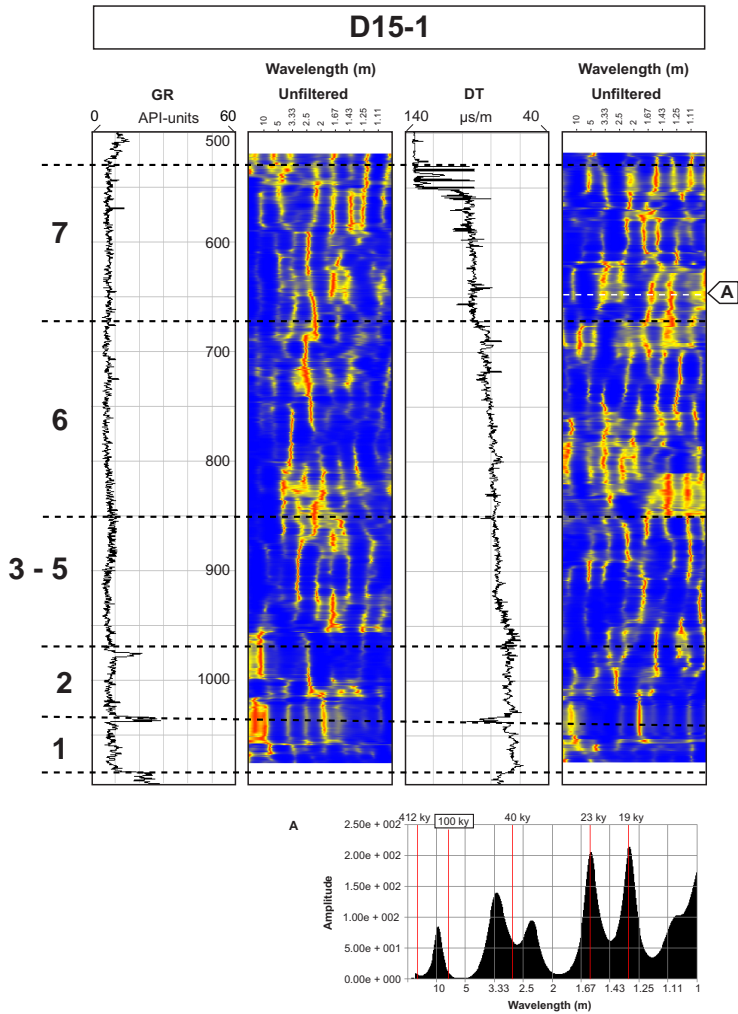 D15-1
Wavelength (m)
Wavelength (m)
GR
Unfiltered
DT
Unfiltered
0 API-units 60
10 5 3.33 2.5 2 1.67 1.43 1.25 1.11
140 µs/m 40
10 5 3.33 2.5 2 1.67 1.43 1.25 1.11
500
7
600
A
700
6
800
3 - 5
900
2
1000
1
A
412 ky 100 ky 40 ky 23 ky 19 ky
2.50e + 002
2.00e + 002
1.50e + 002
1.00e + 002
5.00e + 001
0.00e + 000
Amplitude
10 5 3.33 2.5 2 1.67 1.43 1.25 1.11 1
Wavelength (m)